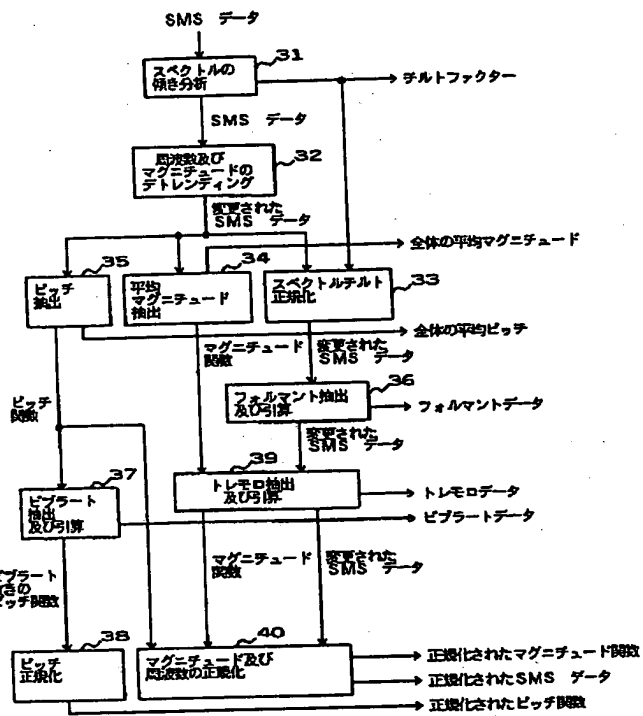 SMS データ
31
スペクトルの
傾き分析
チルトファクター
SMS データ
周波数及び
マグニチュードの
デトレンディング
32
変更された
SMS データ
全体の平均マグニチュード
35
34
ピッチ
抽出
平均
マグニチュード
抽出
スペクトルチルト
正規化
33
全体の平均ピッチ
マグニチュード
関数
変更された
SMS データ
36
フォルマント抽出
及び引算
フォルマントデータ
ピッチ
関数
変更された
SMS データ
39
37
トレモロ抽出
及び引算
トレモロデータ
ビブラート
抽出
及び引算
ビブラートデータ
マグニチュード
関数
変更された
SMS データ
ビブラート
抜きの
ピッチ関数
38
40
ピッチ
正規化
マグニチュード及び
周波数の正規化
正規化されたマグニチュード関数
正規化されたSMS データ
正規化されたピッチ関数